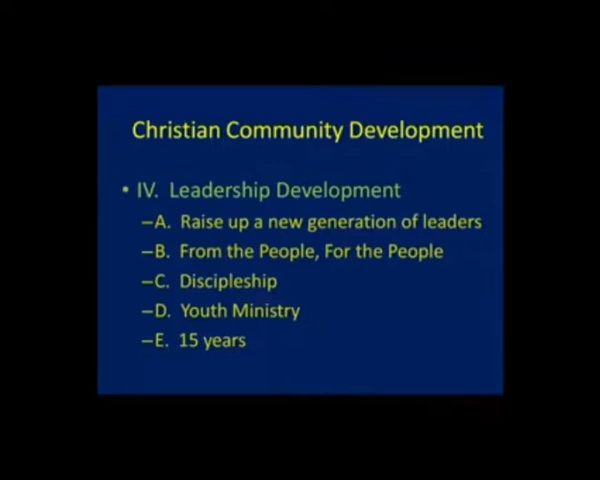 Christian Community Development
• IV. Leadership Development
–A. Raise up a new generation of leaders
–B. From the People, For the People
–C. Discipleship
–D. Youth Ministry
–E. 15 years